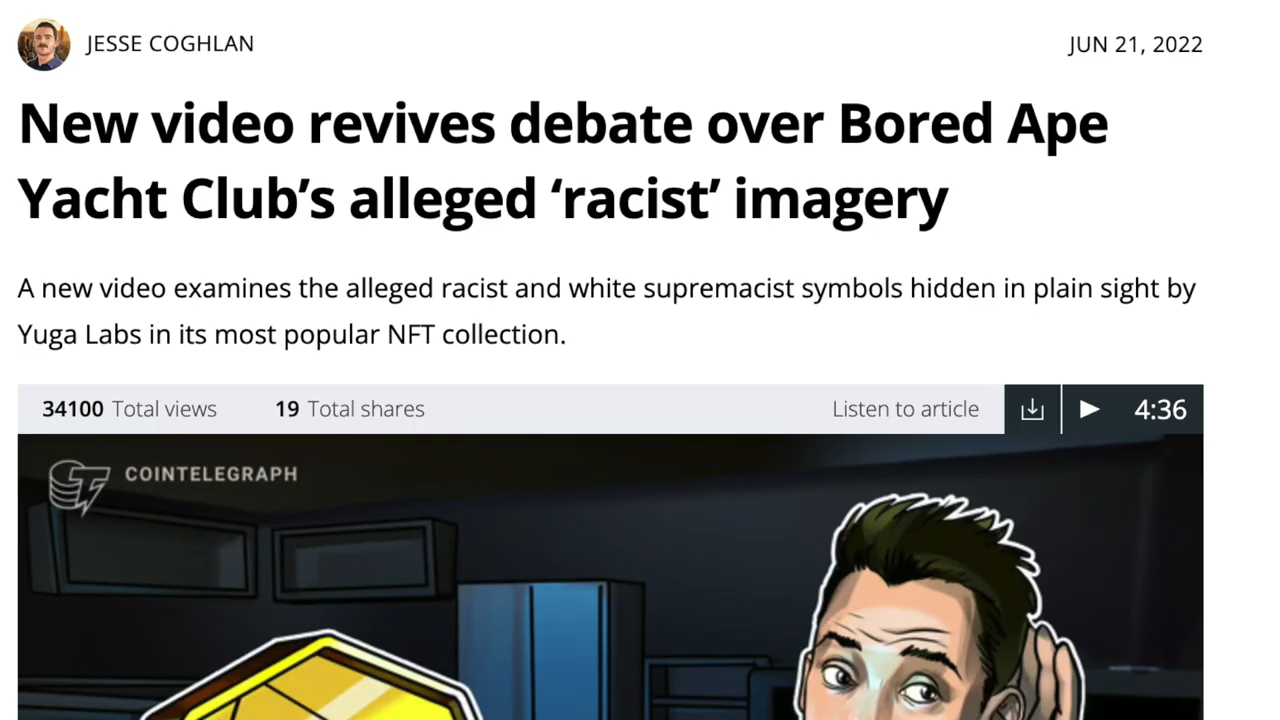 JESSE COGHLAN
JUN 21, 2022
New video revives debate over Bored Ape
Yacht Club’s alleged ‘racist’ imagery
A new video examines the alleged racist and white supremacist symbols hidden in plain sight by
Yuga Labs in its most popular NFT collection.
34100 Total views 19 Total shares Listen to article 4:36
COINTELEGRAPH